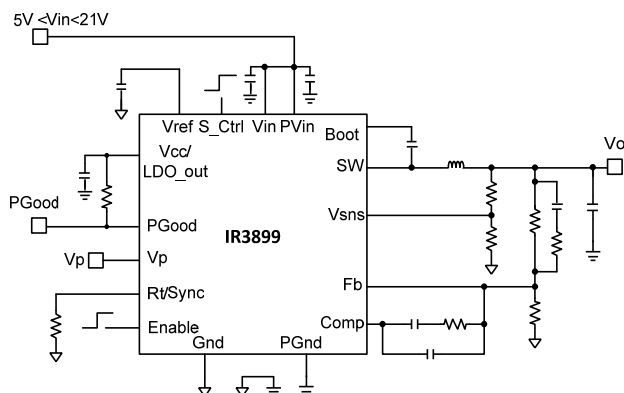 5V <Vin<21V
Vref S_Ctrl Vin PVin
Boot
Vcc/
LDO_out
SW
Vo
PGood
PGood
Vsns
IR3899
Vp
Vp
Rt/Sync
Fb
Enable
Comp
Gnd
PGnd